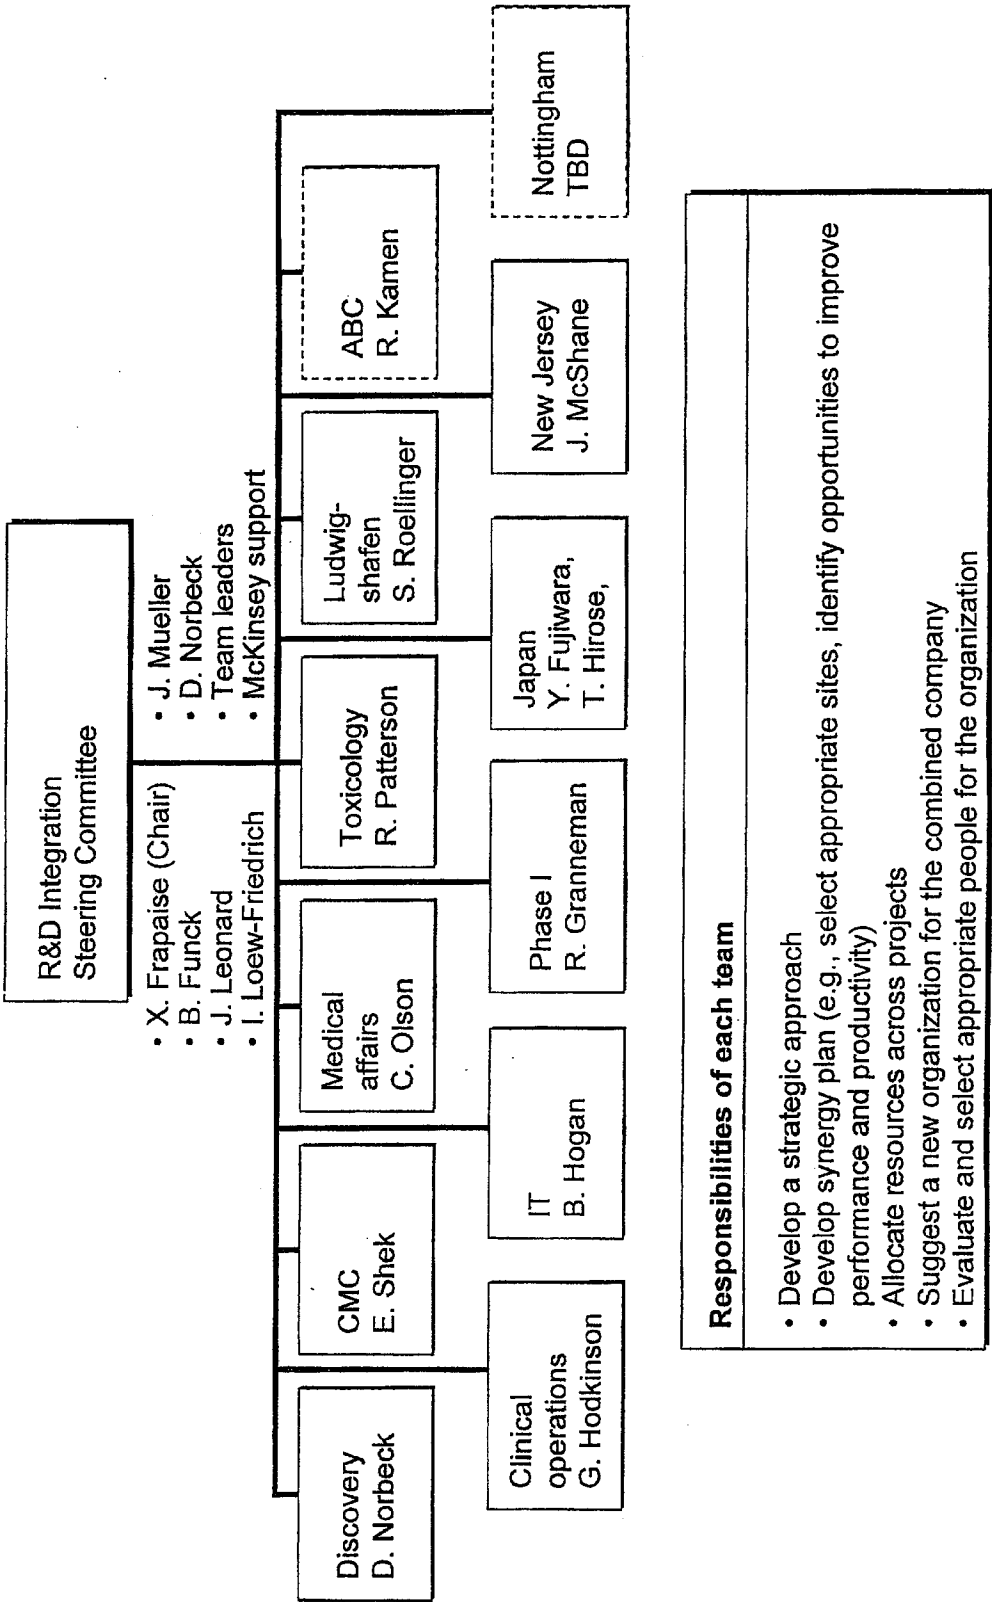 R&D Integration
Steering Committee
• X. Frapaise (Chair)
• B. Funck
• J. Leonard
• I. Loew-Friedrich
• J. Mueller
• D. Norbeck
• Team leaders
• McKinsey support
Discovery
D. Norbeck
CMC
E. Shek
Medical
affairs
C. Olson
Toxicology
R. Patterson
Ludwig-
shafen
S. Roellinger
ABC
R. Kamen
Clinical
operations
G. Hodkinson
IT
B. Hogan
Phase I
R. Granneman
Japan
Y. Fujiwara,
T. Hirose,
New Jersey
J. McShane
Nottingham
TBD
Responsibilities of each team
• Develop a strategic approach
• Develop synergy plan (e.g., select appropriate sites, identify opportunities to improve
performance and productivity)
• Allocate resources across projects
• Suggest a new organization for the combined company
• Evaluate and select appropriate people for the organization